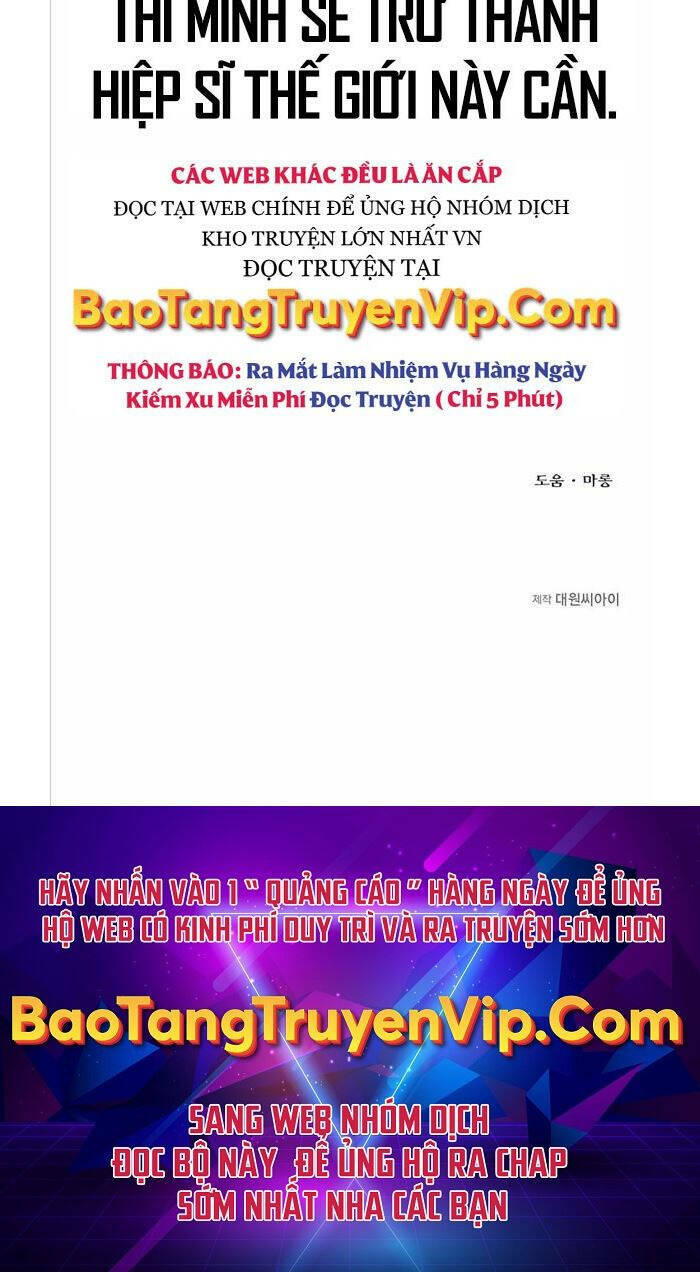 THÌ MÌNH SẼ TRỞ THÀNH
HIỆP SĨ THẾ GIỚI NÀY CẦN.
CÁC WEB KHÁC ĐỀU LÀ ĂN CẮP
ĐỌC TẠI WEB CHÍNH ĐỂ ỦNG HỘ NHÓM DỊCH
KHO TRUYỆN LỚN NHẤT VN
ĐỌC TRUYỆN TẠI
BaoTangTruyenVip.Com
THÔNG BÁO: Ra Mắt Làm Nhiệm Vụ Hàng Ngày
Kiếm Xu Miễn Phí Đọc Truyện ( Chỉ 5 Phút)
도움 · 마롱
제작 대원씨아이
HÃY NHẤN VÀO 1 “ QUẢNG CÁO ” HÀNG NGÀY ĐỂ ỦNG
HỘ WEB CÓ KINH PHÍ DUY TRÌ VÀ RA TRUYỆN SỚM HƠN
BaoTangTruyenVip.Com
SANG WEB NHÓM DỊCH
ĐỌC BỘ NÀY ĐỂ ỦNG HỘ RA CHAP
SỚM NHẤT NHA CÁC BẠN